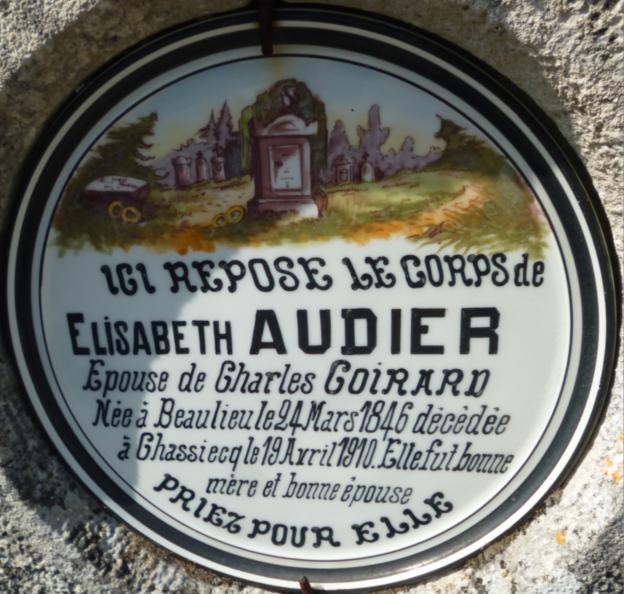 ICI REPOSE LE CORPS de
ELISABETH AUDIER
Epouse de Charles GOIRARD
Née à Beaulieu le 24 Mars 1846 décédée
à Chassiecq le 19 Avril 1910. Elle fut bonne
mère et bonne épouse
PRIEZ POUR ELLE